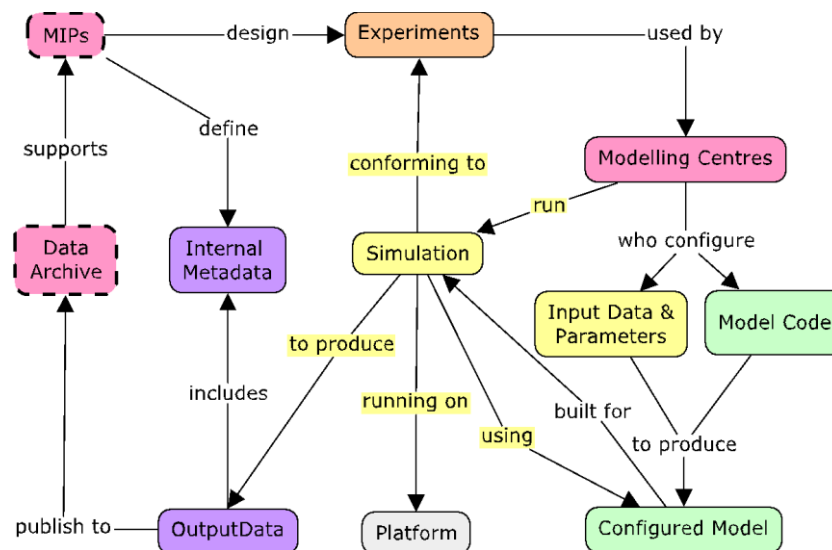 MIPs
design
Experiments
used by
supports
define
conforming to
Modelling Centres
run
Data
Archive
Internal
Metadata
Simulation
who configure
Input Data &
Parameters
Model Code
to produce
includes
running on
using
built for
to produce
publish to
OutputData
Platform
Configured Model